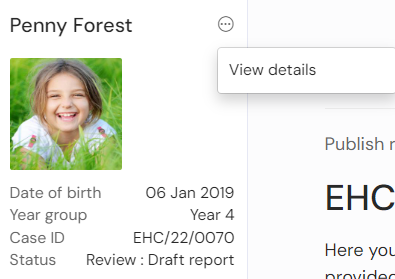 Penny Forest
View details
Date of birth 06 Jan 2019
Year group Year 4
Case ID EHC/22/0070
Status Review : Draft report
Publish
EHC
Here you
provided